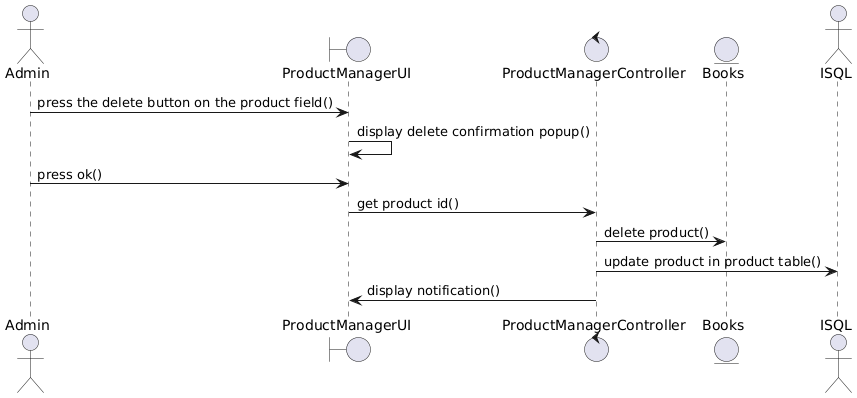 Admin
ProductManagerUI
ProductManagerController
Books
ISQL
press the delete button on the product field()
display delete confirmation popup()
press ok()
get product id()
delete product()
update product in product table()
display notification()
Admin
ProductManagerUI
ProductManagerController
Books
ISQL